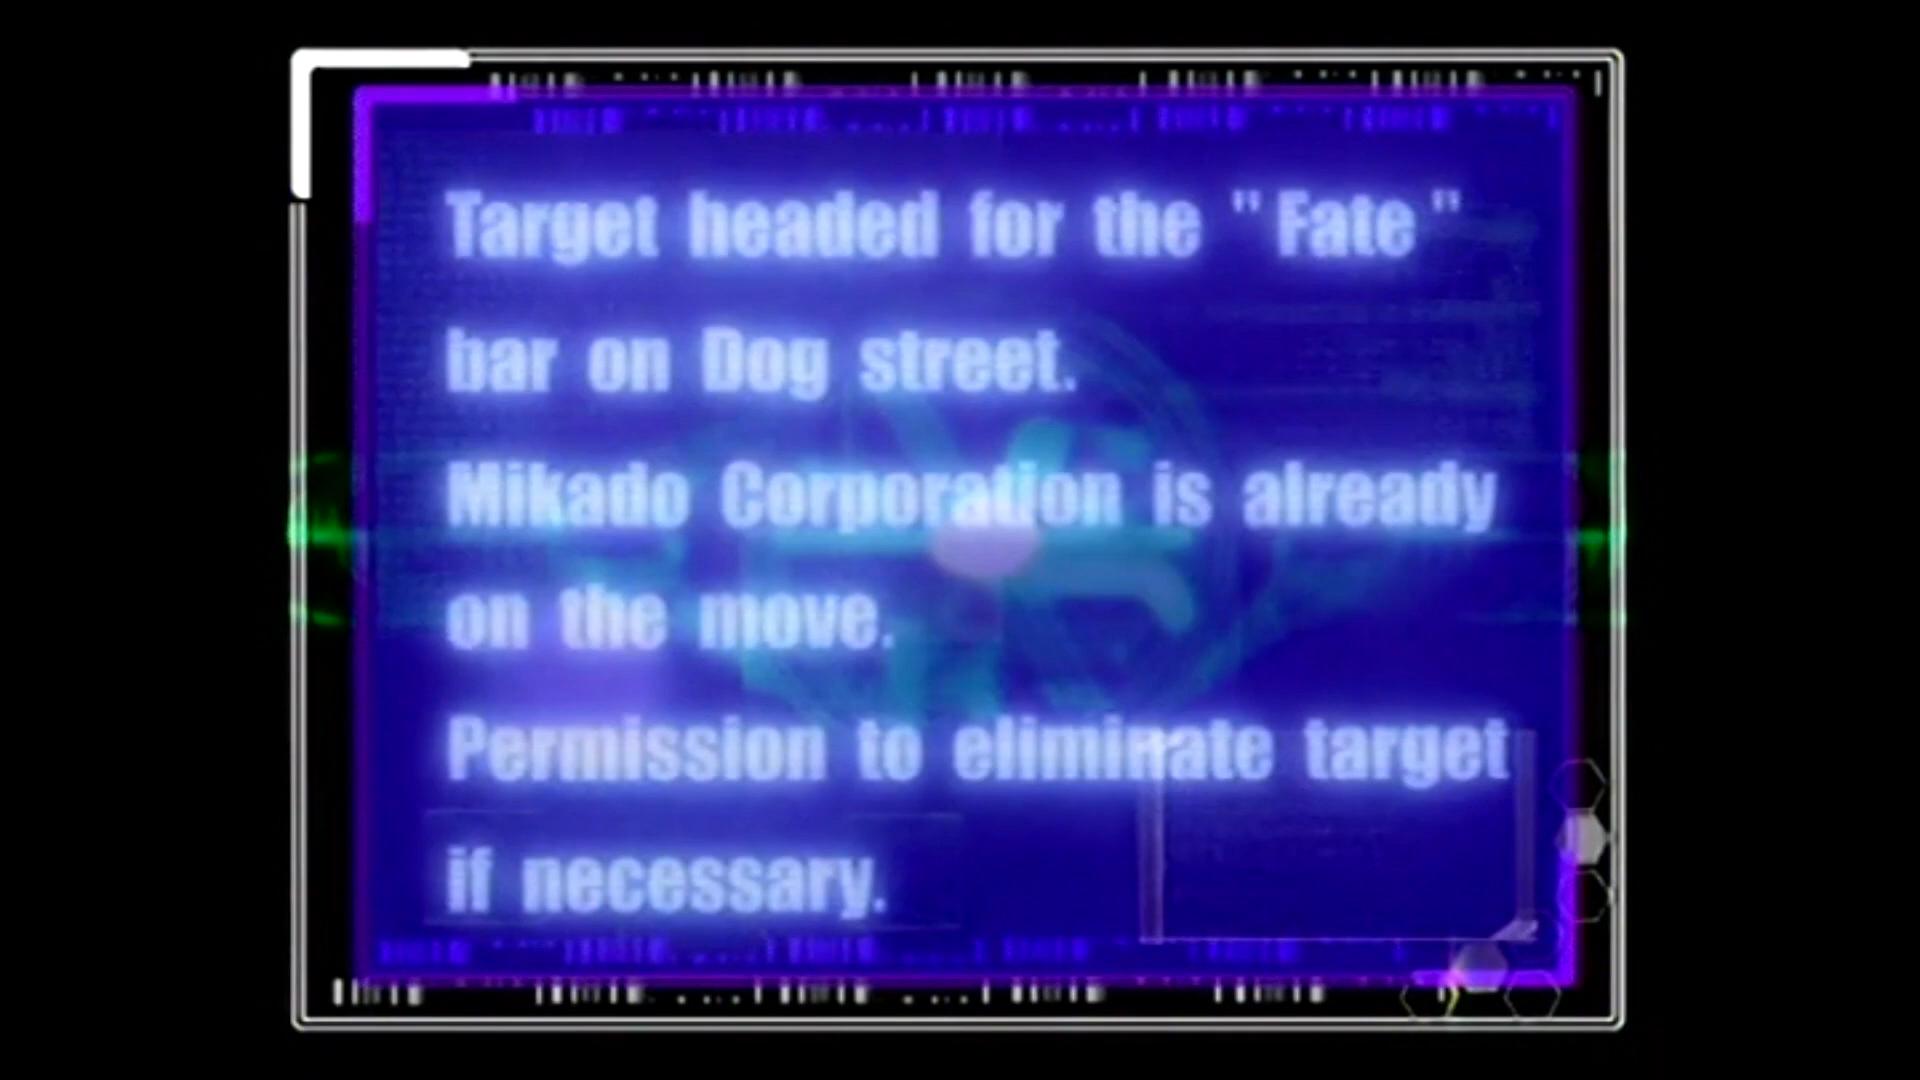 Target headed for the "Fate"
bar on Dog street.
Mikado Corporation is already
on the move.
Permission to eliminate target
if necessary.